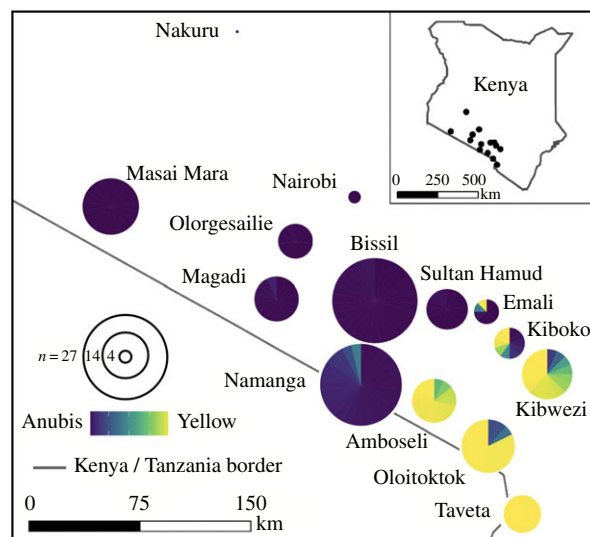 Nakuru
Kenya
0 250 500
km
Masai Mara
Nairobi
Olorgesailie
Bissil
Magadi
Sultan Hamud
Emali
Kiboko
n = 27 14 4
Namanga
Kibwezi
Anubis Yellow
Amboseli
Kenya / Tanzania border
Oloitoktok
0 75 150
km
Taveta